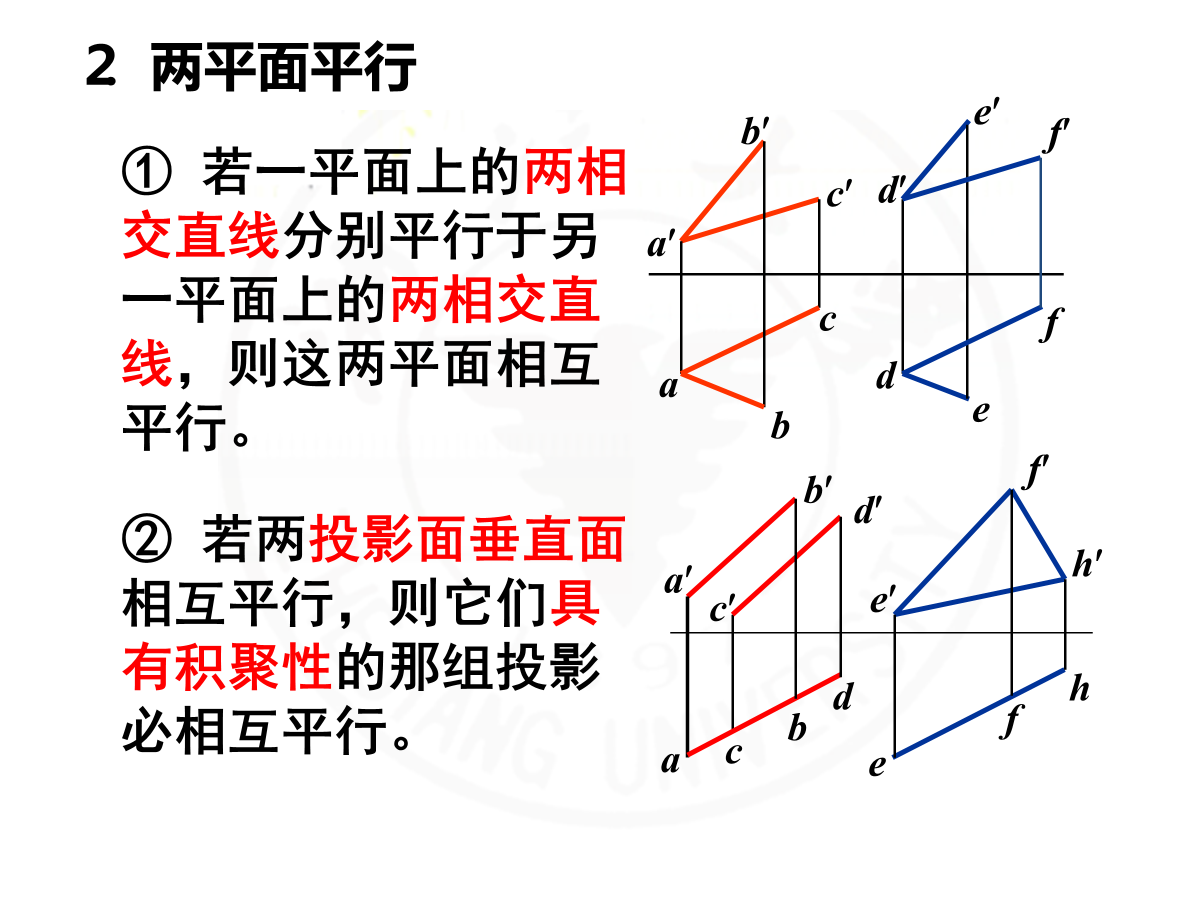 2. 两平面平行
① 若一平面上的两相
交直线分别平行于另
一平面上的两相交直
线，则这两平面相互
平行。
② 若两投影面垂直面
相互平行，则它们具
有积聚性的那组投影
必相互平行。
b′
e′
f′
c′
d′
a′
c
f
a
d
b
e
f′
b′
d′
a′
h′
c′
e′
d
h
b
f
a
c
e